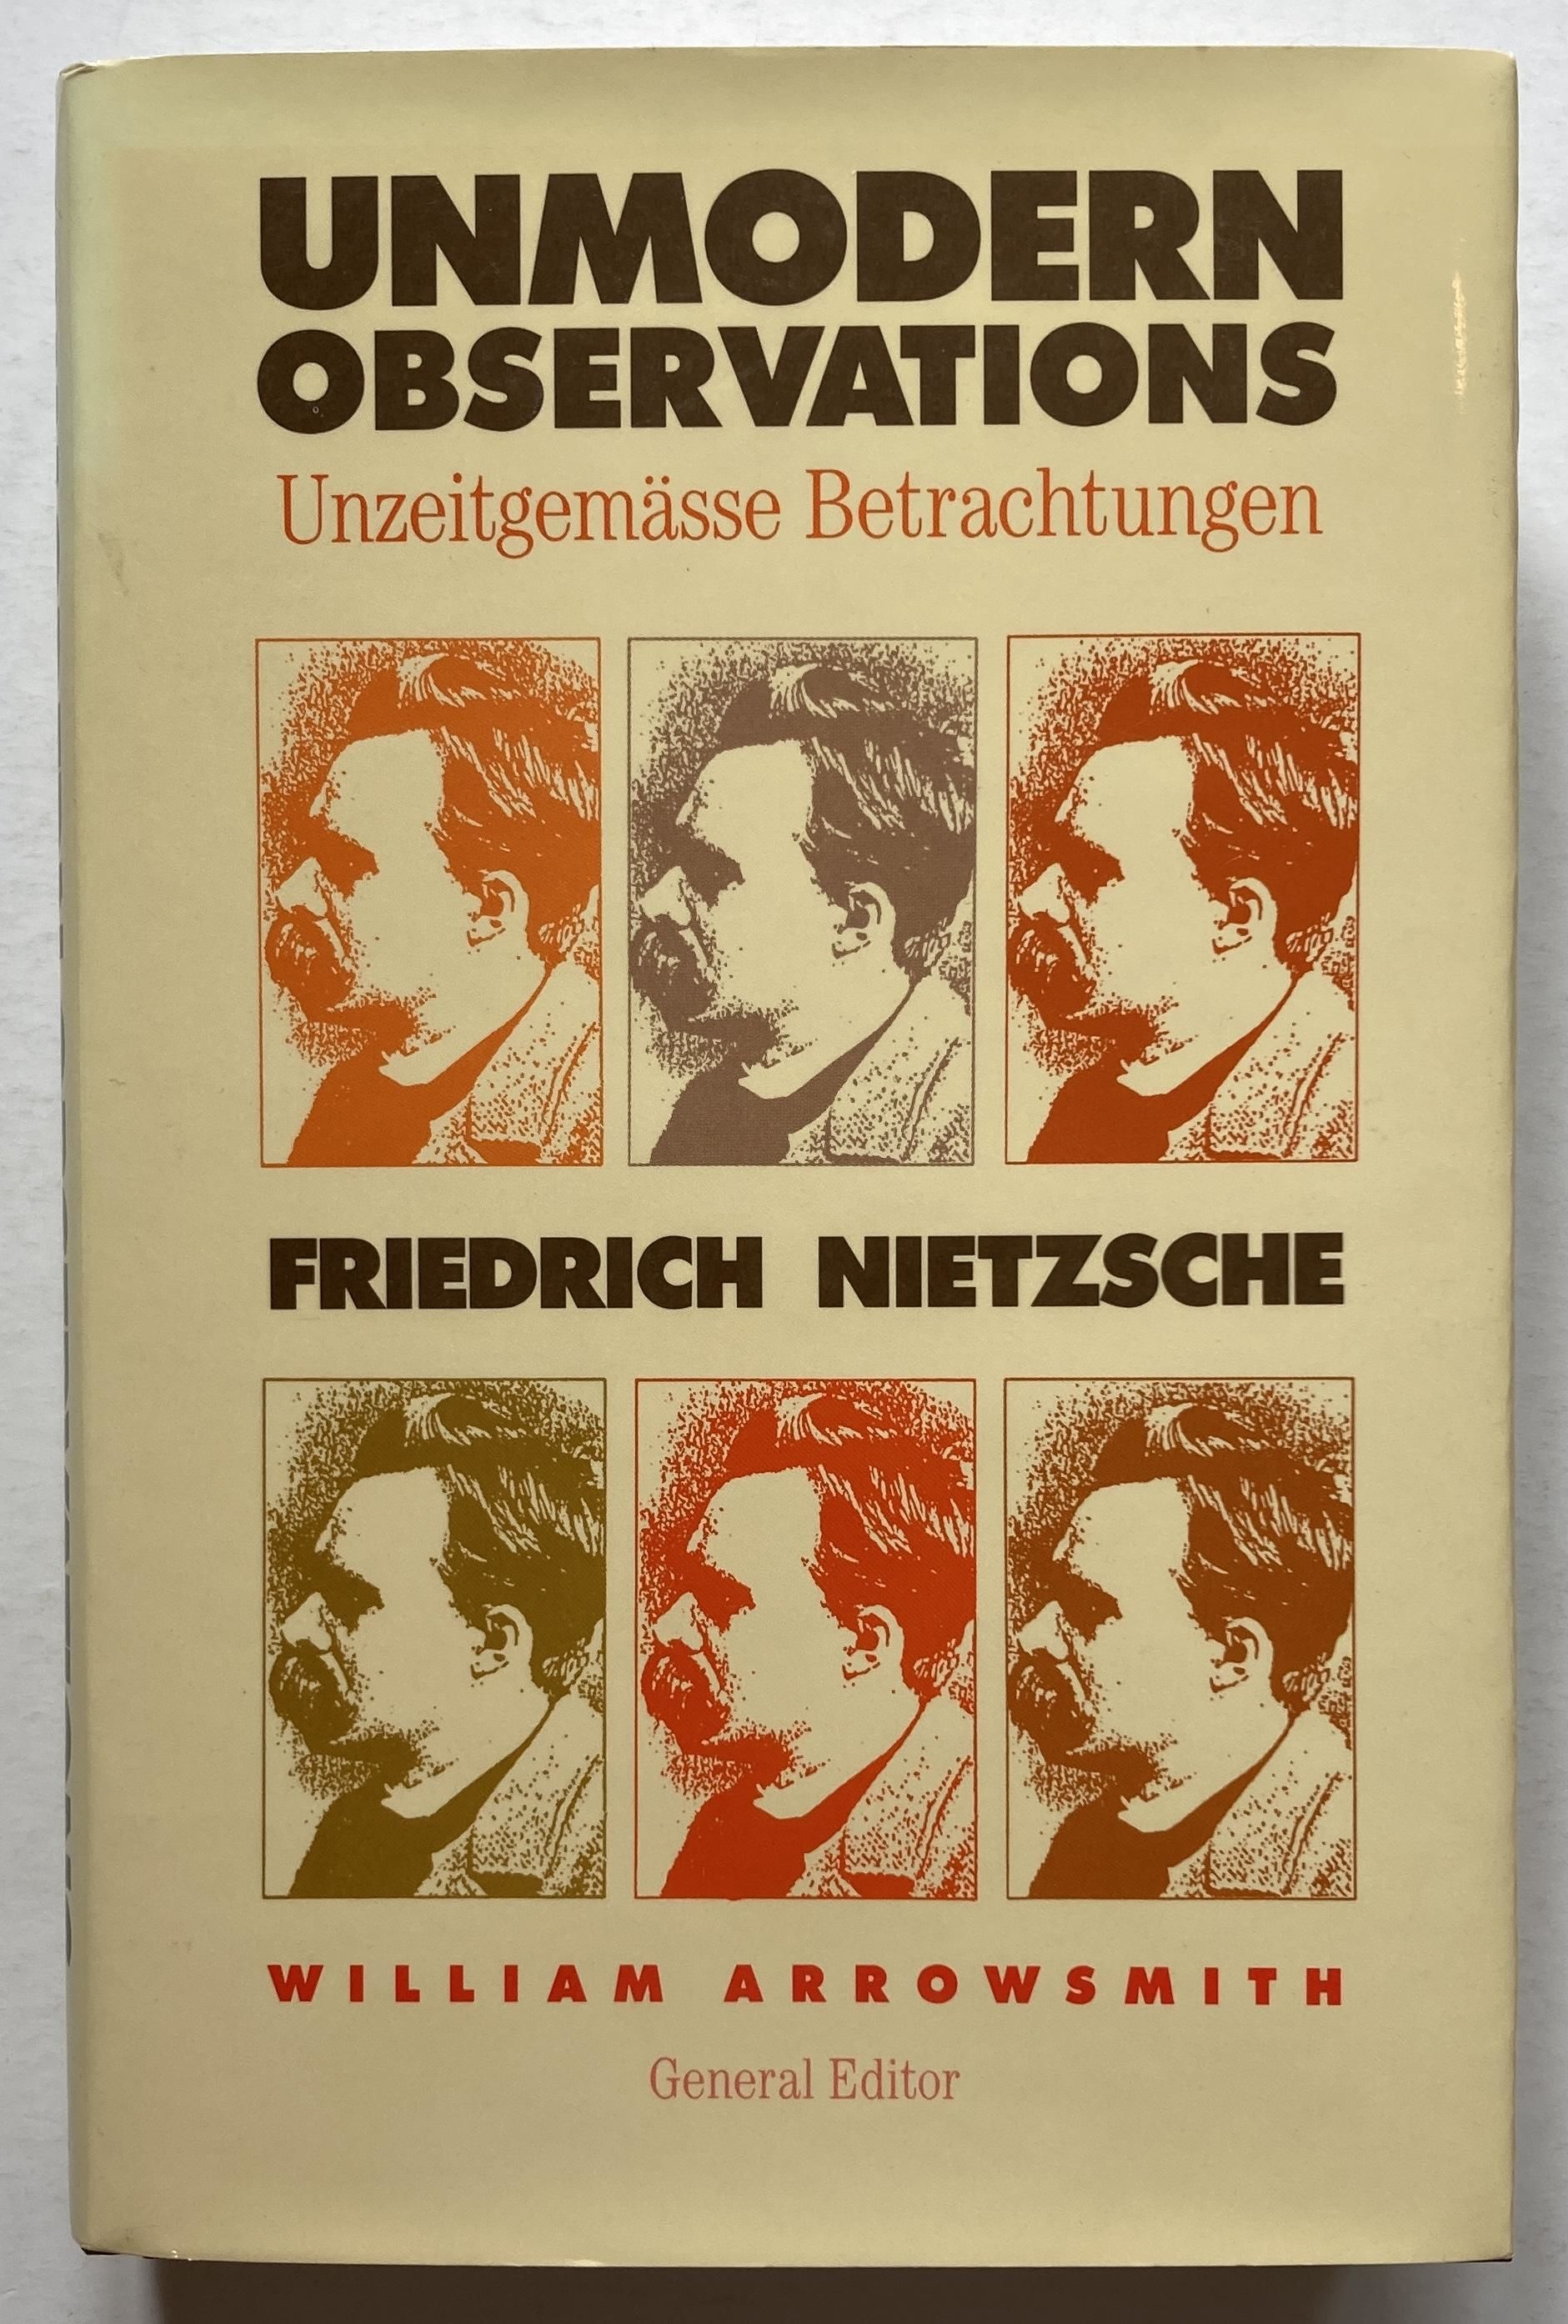 UNMODERN
OBSERVATIONS
Unzeitgemässe Betrachtungen
FRIEDRICH NIETZSCHE
WILLIAM ARROWSMITH
General Editor